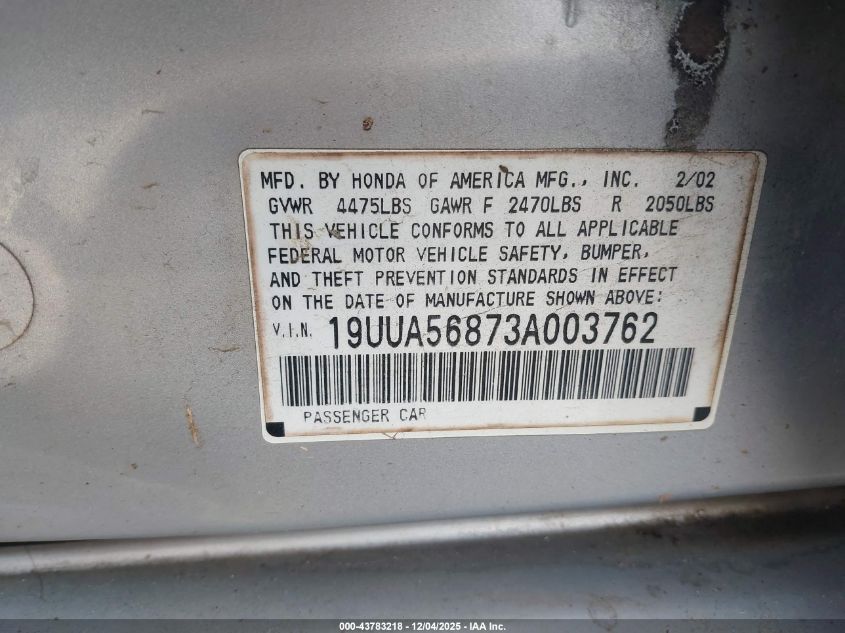 MFD. BY HONDA OF AMERICA MFG., INC. 2/02
GVWR 4475LBS GAWR F 2470LBS R 2050LBS
THIS VEHICLE CONFORMS TO ALL APPLICABLE
FEDERAL MOTOR VEHICLE SAFETY, BUMPER,
AND THEFT PREVENTION STANDARDS IN EFFECT
ON THE DATE OF MANUFACTURE SHOWN ABOVE:
V.I.N. 19UUA56873A003762
PASSENGER CAR
000-43783218 - 12/04/2025 - IAA Inc.